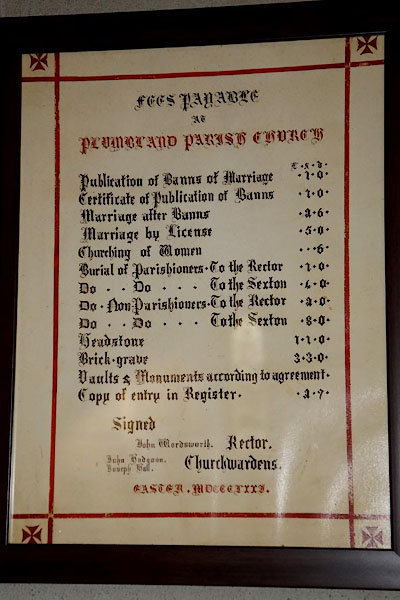 FEES PAYABLE
AT
PLUMBLAND PARISH CHURCH
£ . s . d.
Publication of Banns of Marriage · 1 · 0 ·
Certificate of Publication of Banns · 1 · 0 ·
Marriage after Banns · 2 · 6 ·
Marriage by License · 5 · 0 ·
Churching of Women · · · 6 ·
Burial of Parishioners · To the Rector · 1 · 0 ·
Do . . Do . . . To the Sexton · 4 · 0 ·
Do · Non Parishioners · To the Rector · 2 · 0 ·
Do . . Do . . . To the Sexton · 8 · 0 ·
Headstone 1 · 1 · 0 ·
Brick-grave 3 · 3 · 0 ·
Vaults & Monuments according to agreement.
Copy of entry in Register. · 2 · 7 ·
Signed
John Wordsworth. Rector.
John Hodgson.
Joseph Churchwardens.
EASTER. MDCCCLXXI.